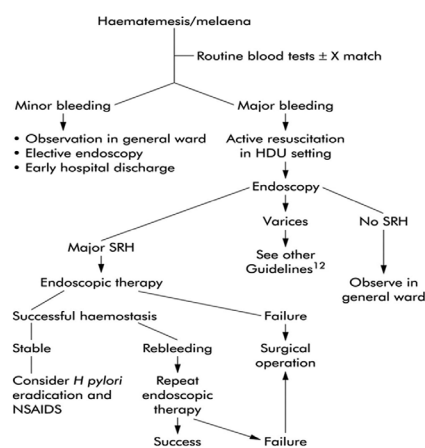 Haematemesis/melaena
Routine blood tests ± X match
Minor bleeding
Major bleeding
• Observation in general ward
• Elective endoscopy
• Early hospital discharge
Active resuscitation
in HDU setting
Endoscopy
Varices
No SRH
Major SRH
See other
Guidelines¹²
Endoscopic therapy
Observe in
general ward
Successful haemostasis
Failure
Stable
Rebleeding
Surgical
operation
Consider H pylori
eradication and
NSAIDS
Repeat
endoscopic
therapy
Success
Failure